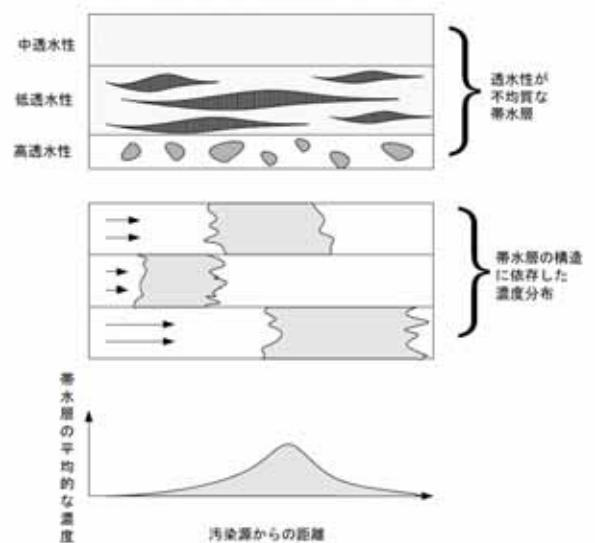 中透水性
低透水性
高透水性
透水性が
不均質な
帯水層
帯水層の構造
に依存した
濃度分布
帯水層の平均的な濃度
汚染源からの距離